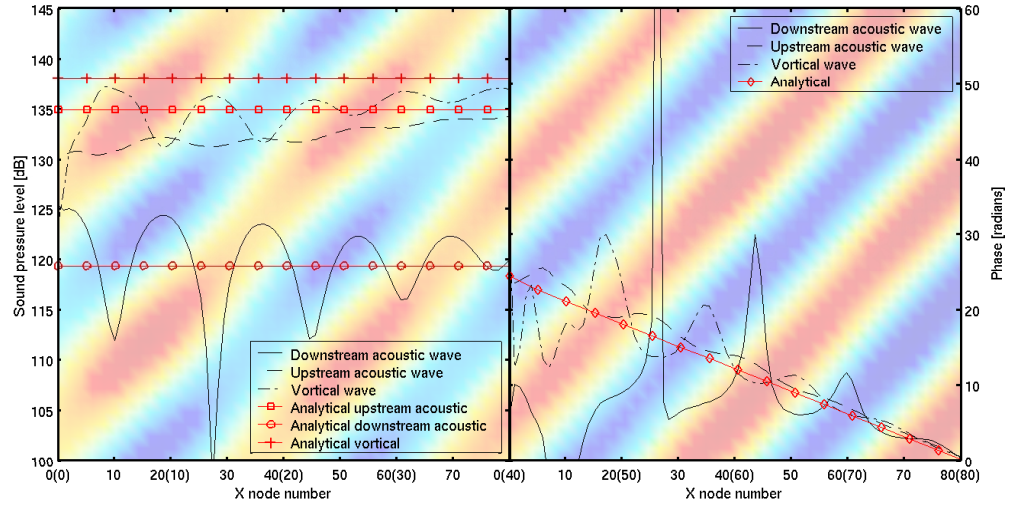 145
140
135
130
125
120
115
110
105
100
Sound pressure level [dB]
0(0)
10
20(10)
30
40(20)
50
60(30)
70
0(40)
10
20(50)
30
40(60)
50
60(70)
70
80(80)
X node number
X node number
Downstream acoustic wave
Upstream acoustic wave
Vortical wave
Analytical upstream acoustic
Analytical downstream acoustic
Analytical vortical
Downstream acoustic wave
Upstream acoustic wave
Vortical wave
Analytical
60
50
40
30
20
10
0
Phase [radians]